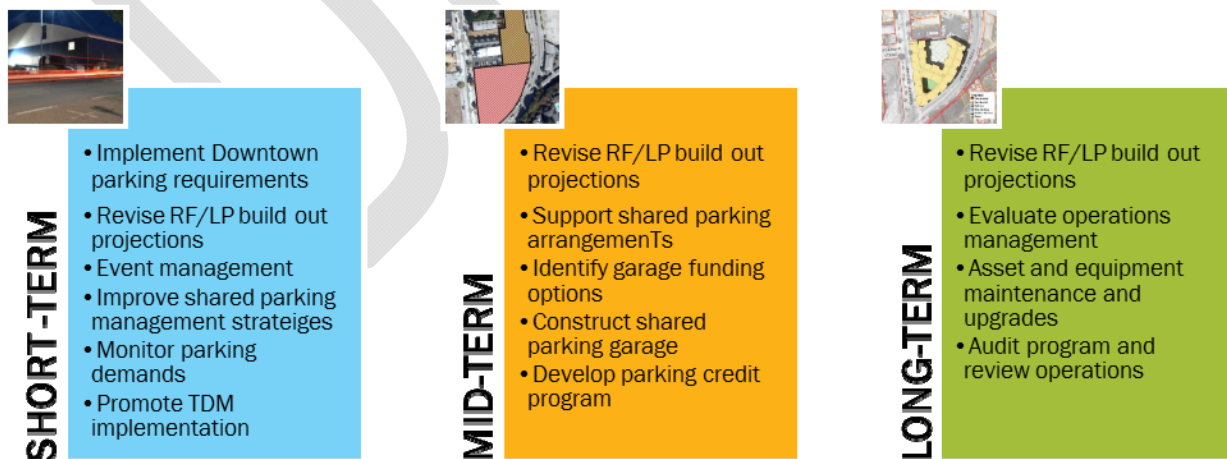 SHORT-TERM
• Implement Downtown
parking requirements
• Revise RF/LP build out
projections
• Event management
• Improve shared parking
management strateiges
• Monitor parking
demands
• Promote TDM
implementation
MID-TERM
• Revise RF/LP build out
projections
• Support shared parking
arrangemenTs
• Identify garage funding
options
• Construct shared
parking garage
• Develop parking credit
program
LONG-TERM
• Revise RF/LP build out
projections
• Evaluate operations
management
• Asset and equipment
maintenance and
upgrades
• Audit program and
review operations